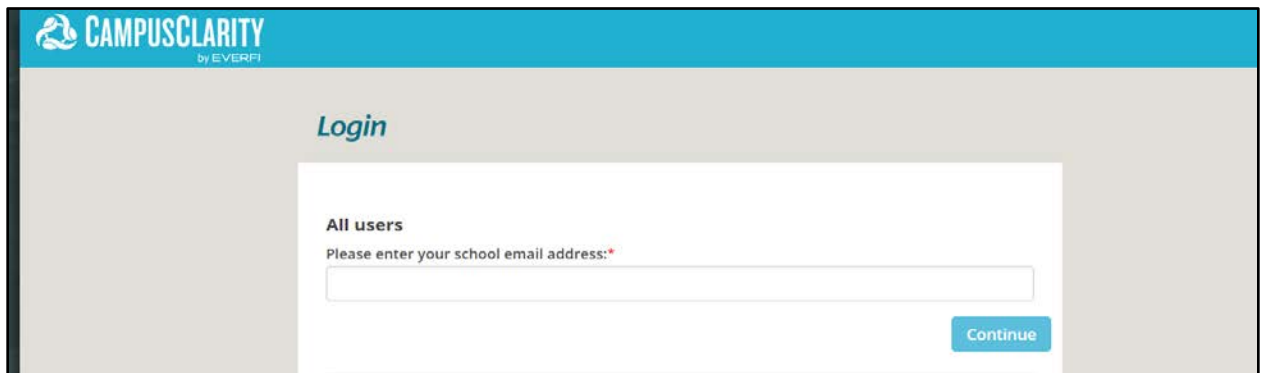 CAMPUSCLARITY
by EVERFI
Login
All users
Please enter your school email address:*
Continue